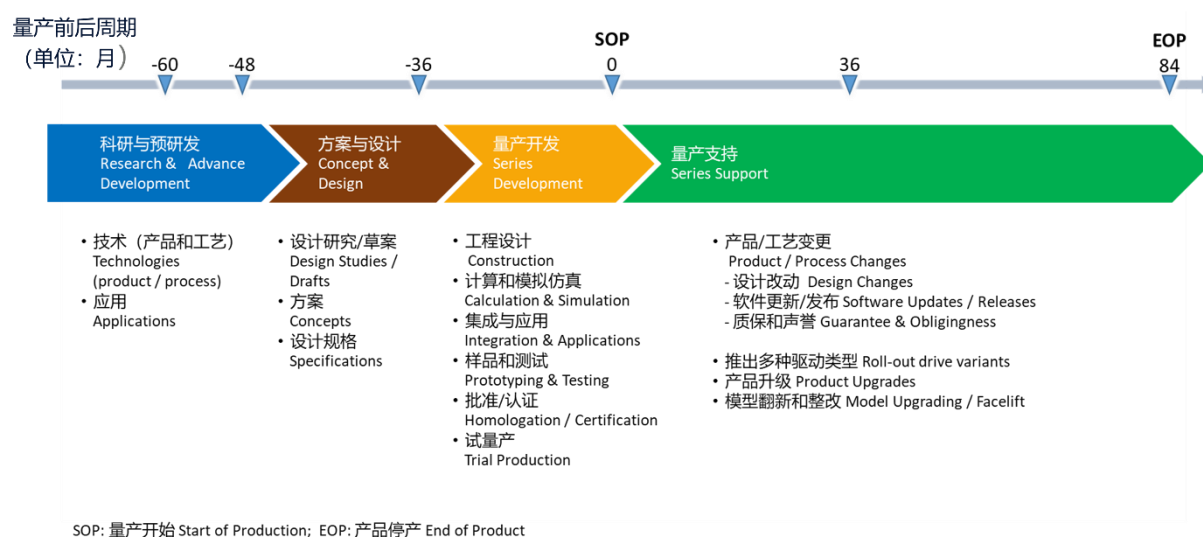 量产前后周期
(单位：月）
SOP
EOP
-60
-48
-36
0
36
84
科研与预研发
Research & Advance
Development
方案与设计
Concept &
Design
量产开发
Series
Development
量产支持
Series Support
• 技术（产品和工艺）
Technologies
(product / process)
• 应用
Applications
• 设计研究/草案
Design Studies /
Drafts
• 方案
Concepts
• 设计规格
Specifications
• 工程设计
Construction
• 计算和模拟仿真
Calculation & Simulation
• 集成与应用
Integration & Applications
• 样品和测试
Prototyping & Testing
• 批准/认证
Homologation / Certification
• 试量产
Trial Production
• 产品/工艺变更
Product / Process Changes
- 设计改动 Design Changes
- 软件更新/发布 Software Updates / Releases
- 质保和声誉 Guarantee & Obligingness
• 推出多种驱动类型 Roll-out drive variants
• 产品升级 Product Upgrades
• 模型翻新和整改 Model Upgrading / Facelift
SOP: 量产开始 Start of Production; EOP: 产品停产 End of Product